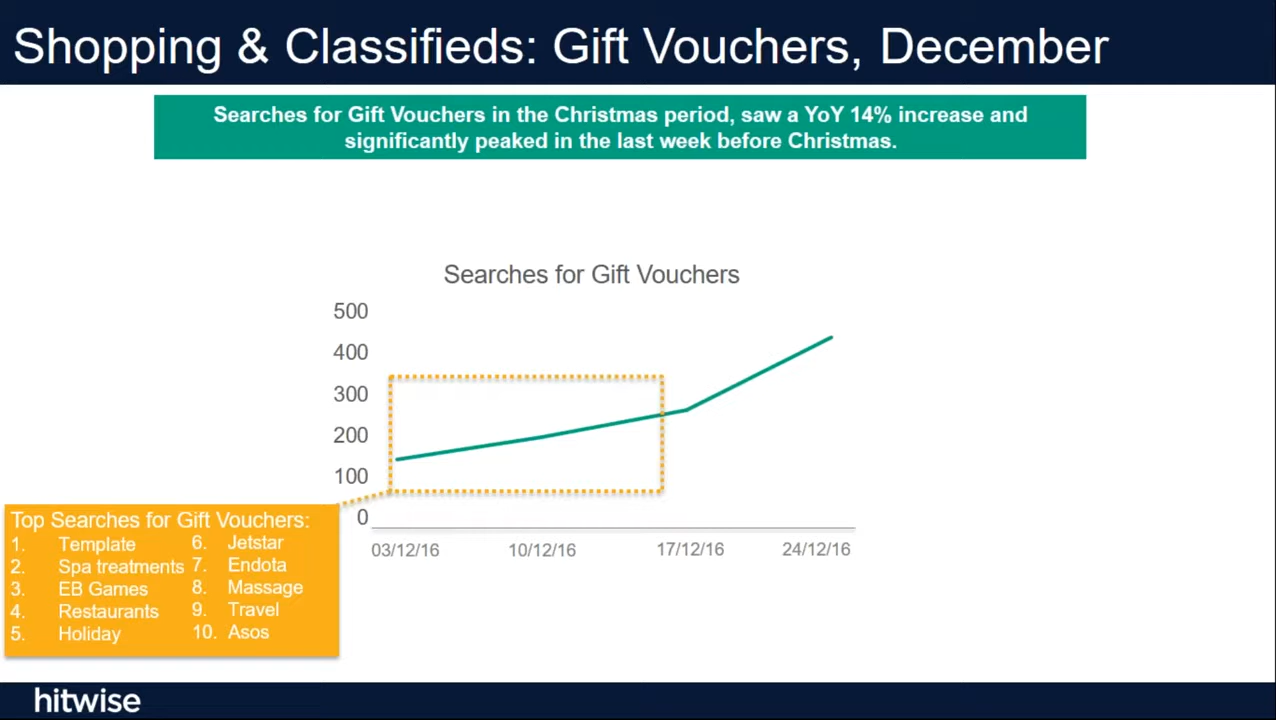 Shopping & Classifieds: Gift Vouchers, December
Searches for Gift Vouchers in the Christmas period, saw a YoY 14% increase and
significantly peaked in the last week before Christmas.
Searches for Gift Vouchers
500
400
300
200
100
0
03/12/16
10/12/16
17/12/16
24/12/16
Top Searches for Gift Vouchers:
1. Template
2. Spa treatments
3. EB Games
4. Restaurants
5. Holiday
6. Jetstar
7. Endota
8. Massage
9. Travel
10. Asos
hitwise